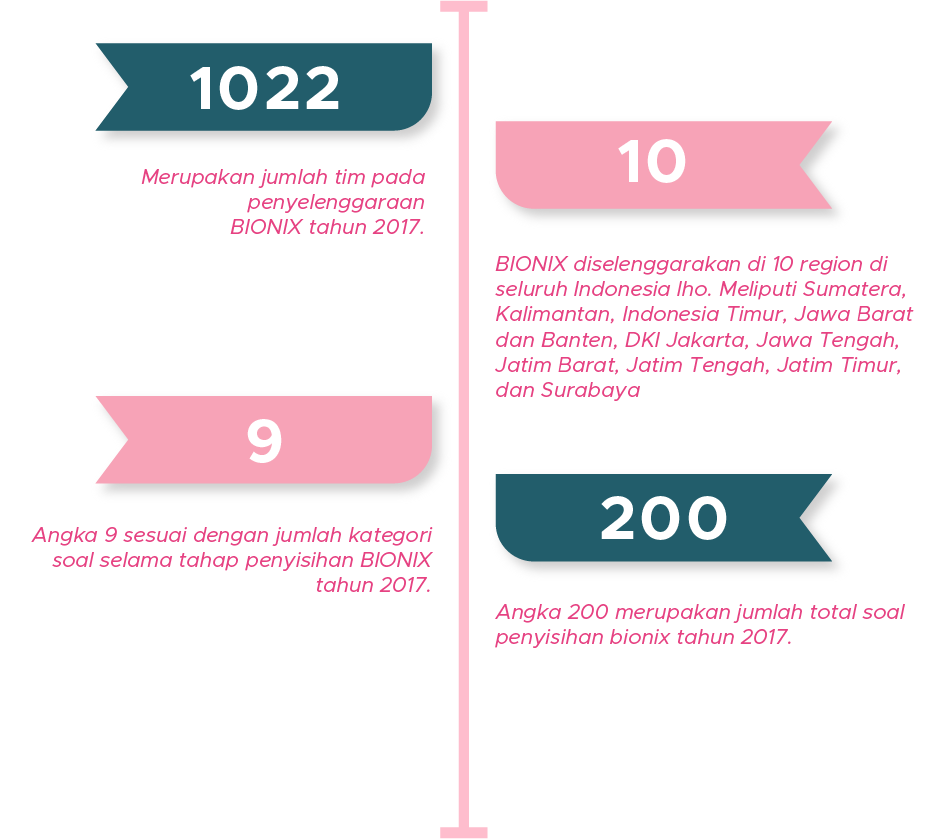 1022
Merupakan jumlah tim pada
penyelenggaraan
BIONIX tahun 2017.
10
BIONIX diselenggarakan di 10 region di
seluruh Indonesia lho. Meliputi Sumatera,
Kalimantan, Indonesia Timur, Jawa Barat
dan Banten, DKI Jakarta, Jawa Tengah,
Jatim Barat, Jatim Tengah, Jatim Timur,
dan Surabaya
9
Angka 9 sesuai dengan jumlah kategori
soal selama tahap penyisihan BIONIX
tahun 2017.
200
Angka 200 merupakan jumlah total soal
penyisihan bionix tahun 2017.